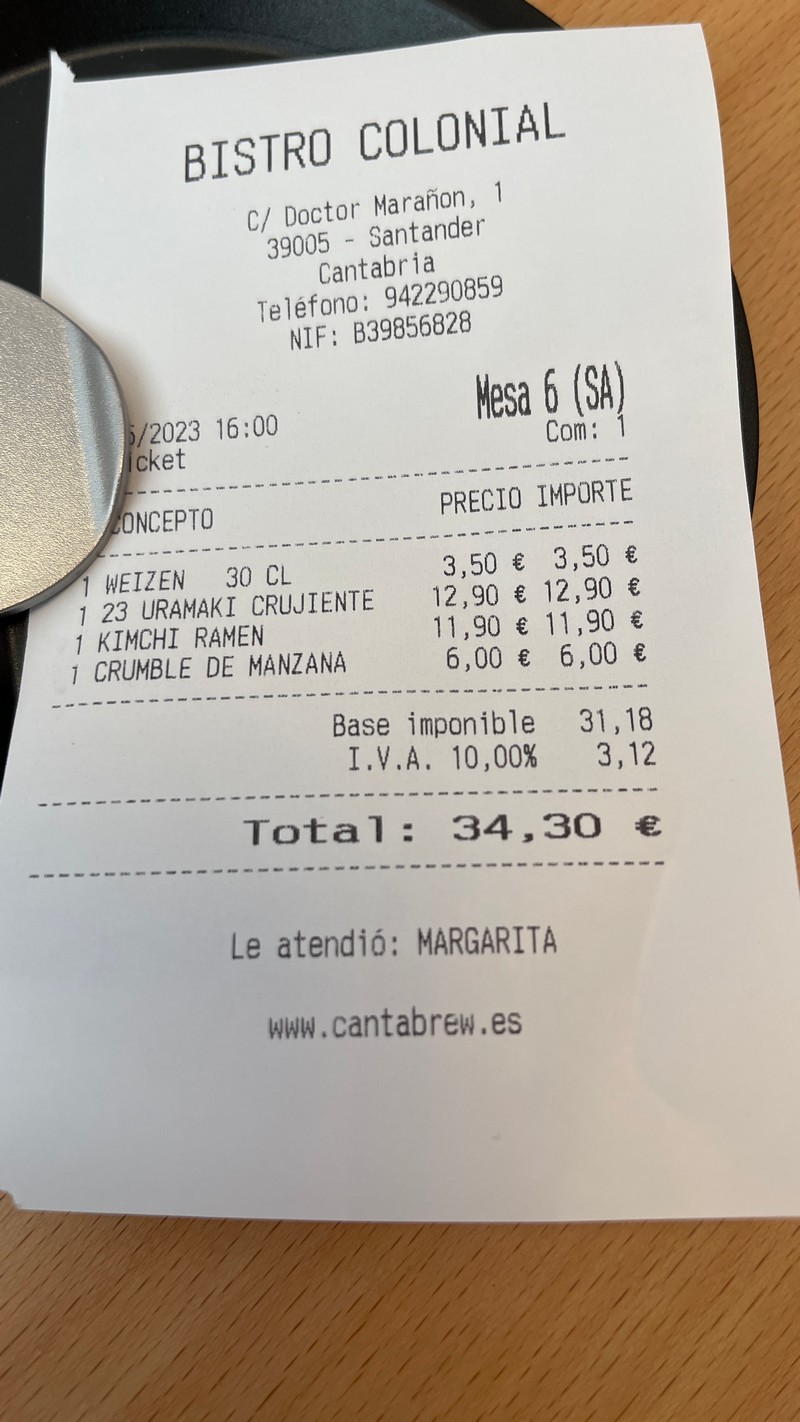 BISTRO COLONIAL
C/ Doctor Marañon, 1
39005 - Santander
Cantabria
Teléfono: 942290859
NIF: B39856828
Mesa 6 (SA)
/2023 16:00
Com: 1
icket
CONCEPTO PRECIO IMPORTE
1 WEIZEN 30 CL 3,50 € 3,50 €
1 23 URAMAKI CRUJIENTE 12,90 € 12,90 €
1 KIMCHI RAMEN 11,90 € 11,90 €
1 CRUMBLE DE MANZANA 6,00 € 6,00 €
Base imponible 31,18
I.V.A. 10,00% 3,12
Total: 34,30 €
Le atendió: MARGARITA
www.cantabrew.es